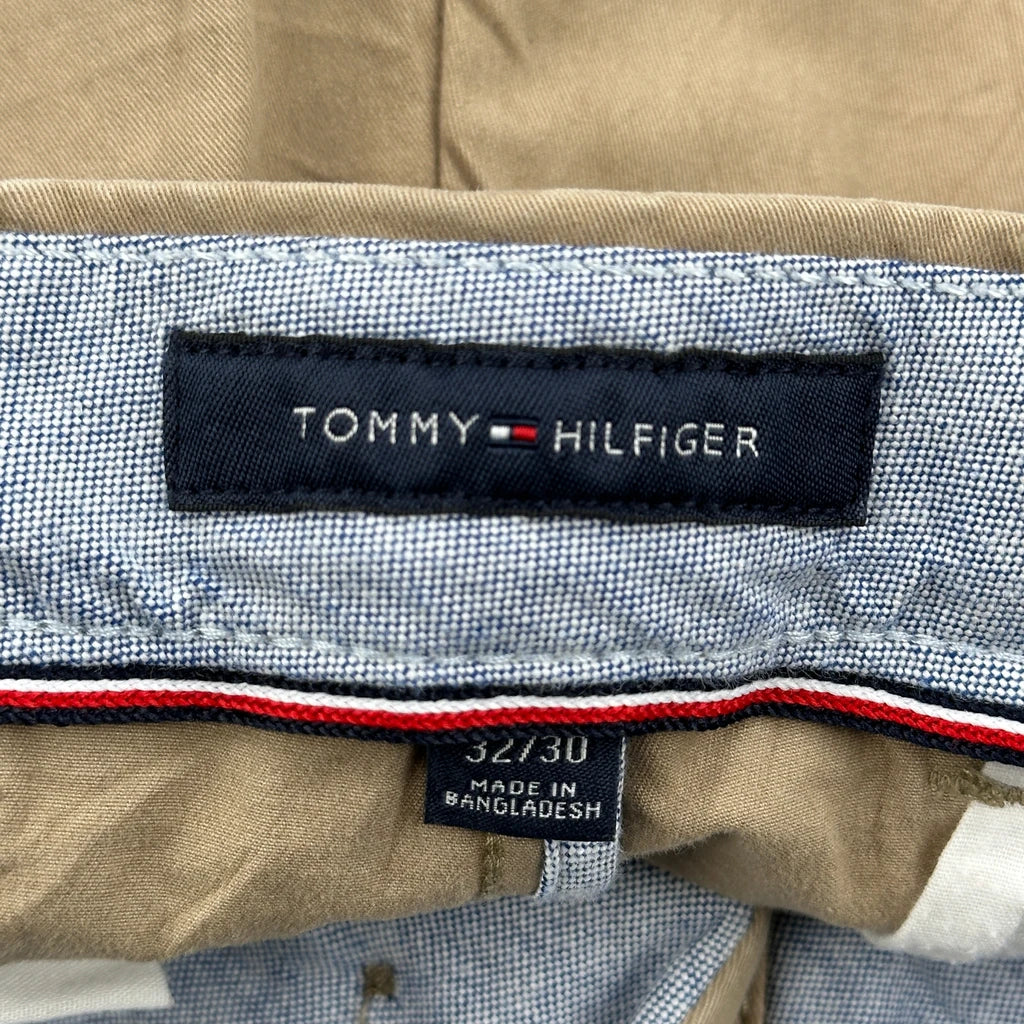 TOMMY HILFIGER
32/30
MADE IN
BANGLADESH